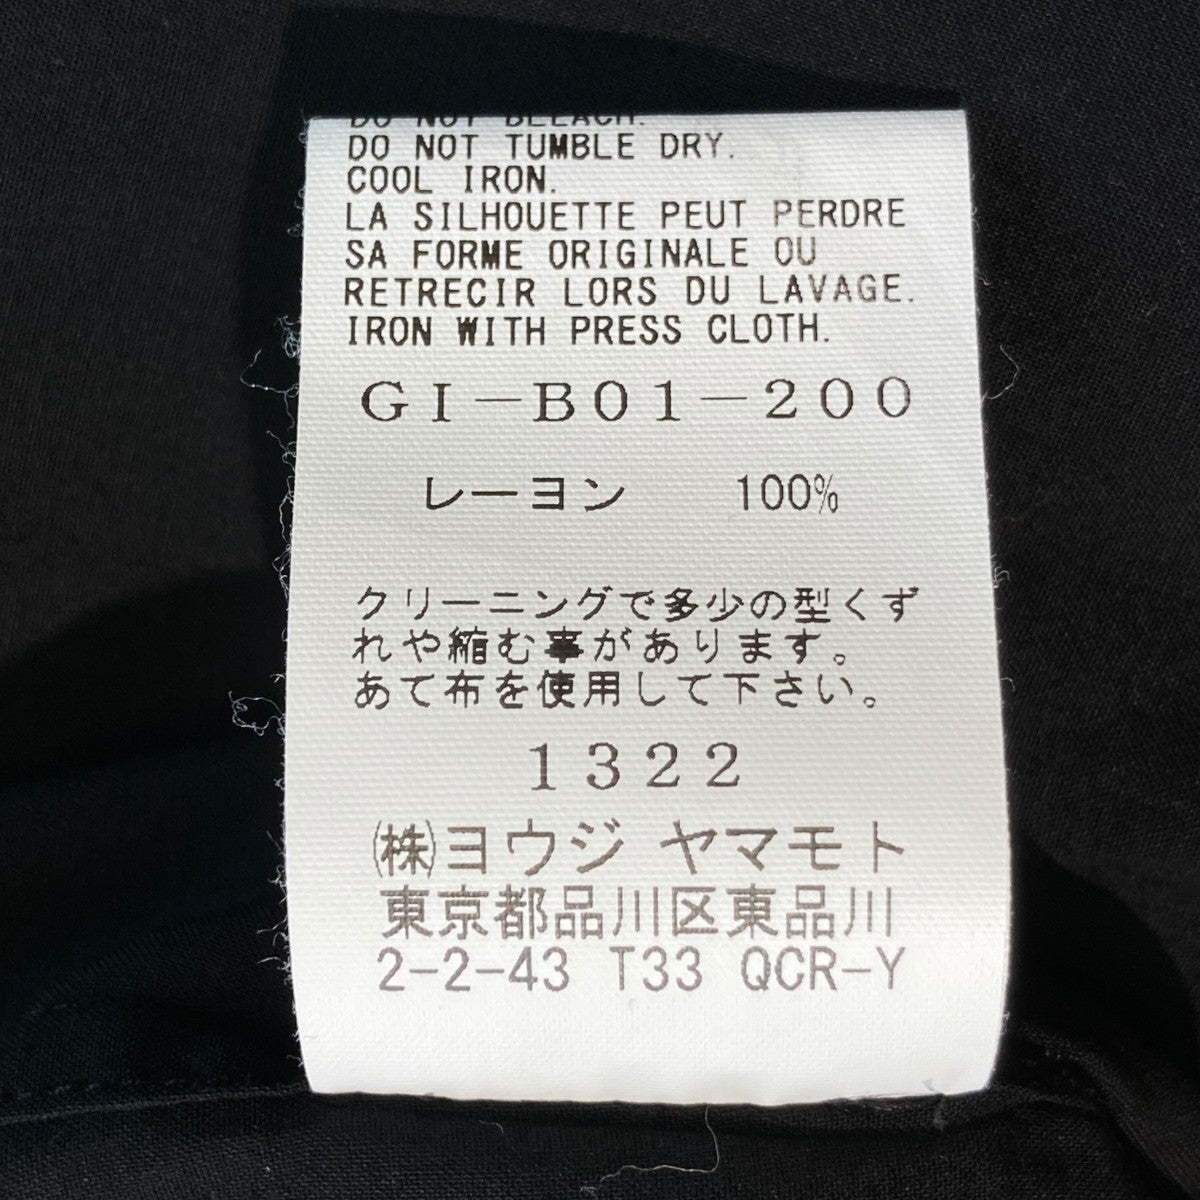 DO NOT BLEACH.
DO NOT TUMBLE DRY.
COOL IRON.
LA SILHOUETTE PEUT PERDRE
SA FORME ORIGINALE OU
RETRECIR LORS DU LAVAGE.
IRON WITH PRESS CLOTH.
GI-B01-200
レーヨン 100%
クリーニングで多少の型くず
れや縮む事があります。
あて布を使用して下さい。
1322
㈱ヨウジ ヤマモト
東京都品川区東品川
2-2-43 T33 QCR-Y